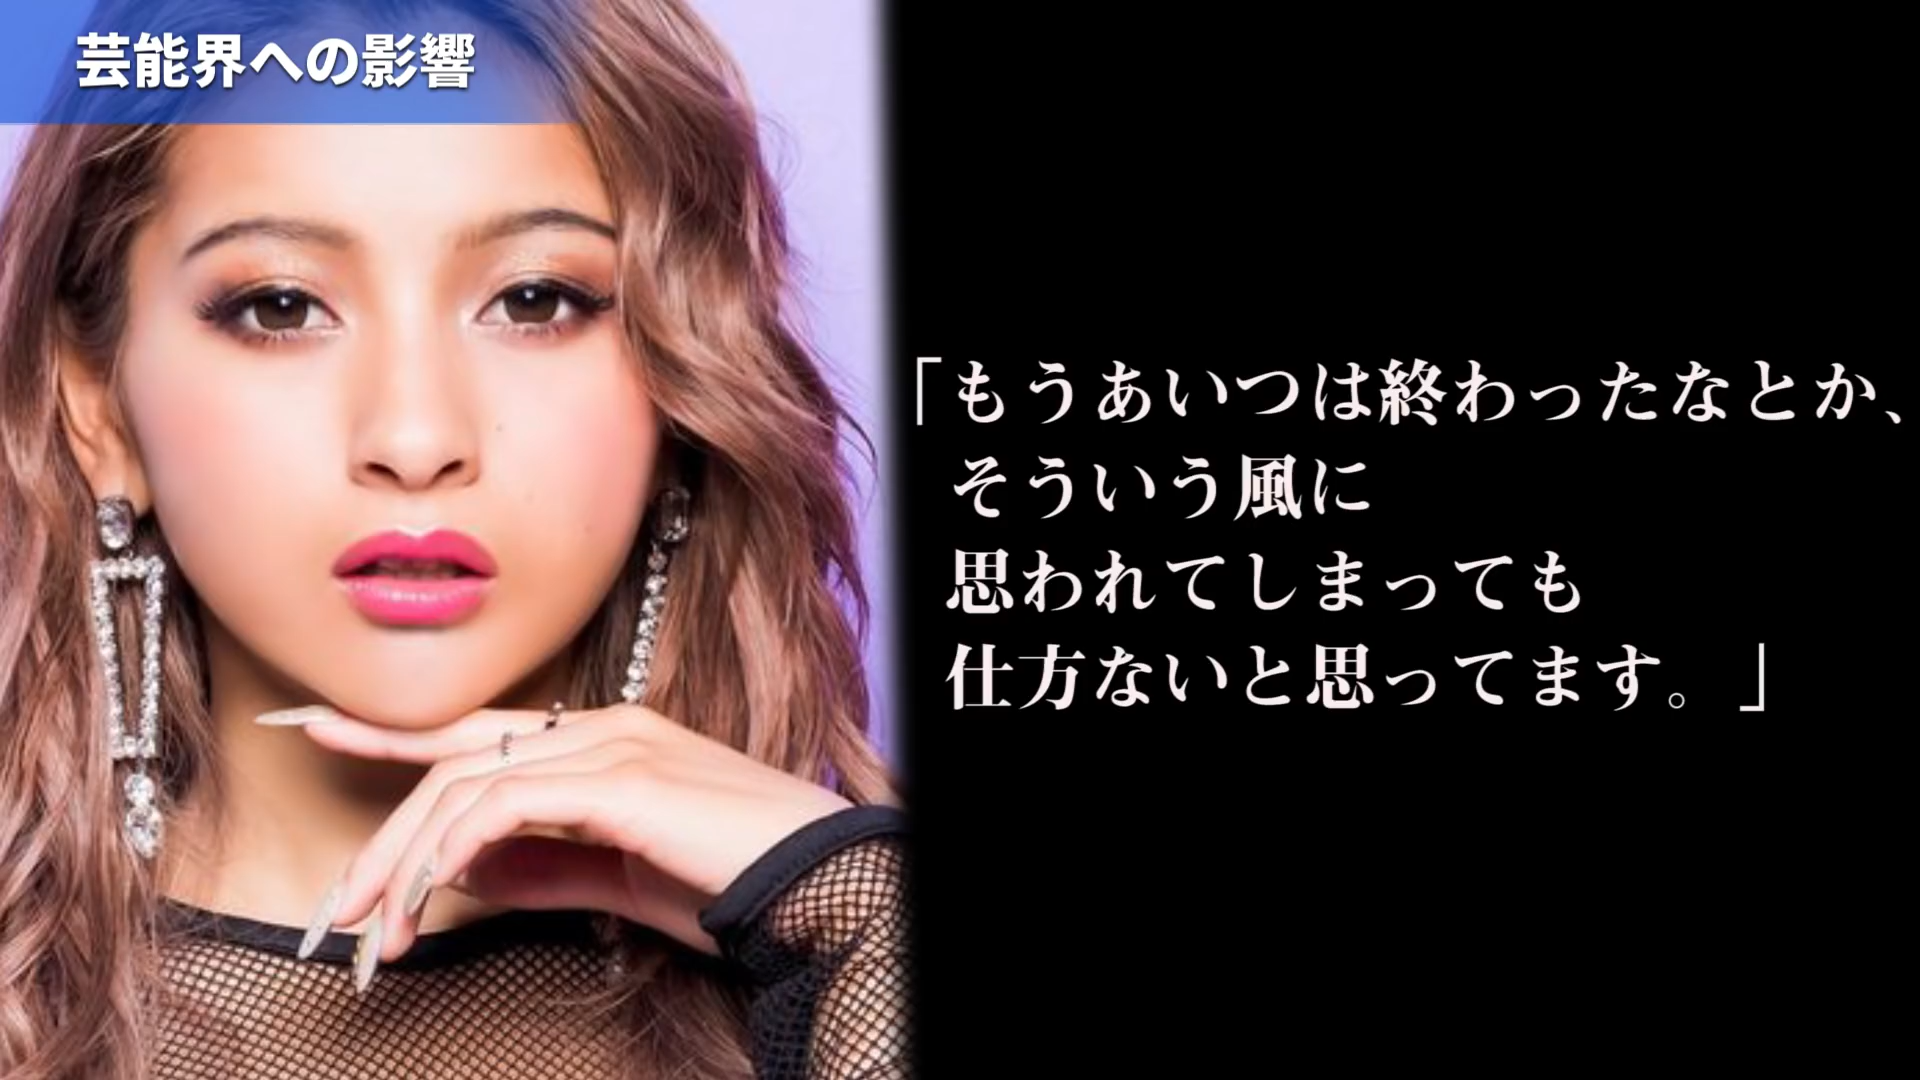 芸能界への影響
「もうあいつは終わったなとか、
そういう風に
思われてしまっても
仕方ないと思ってます。」